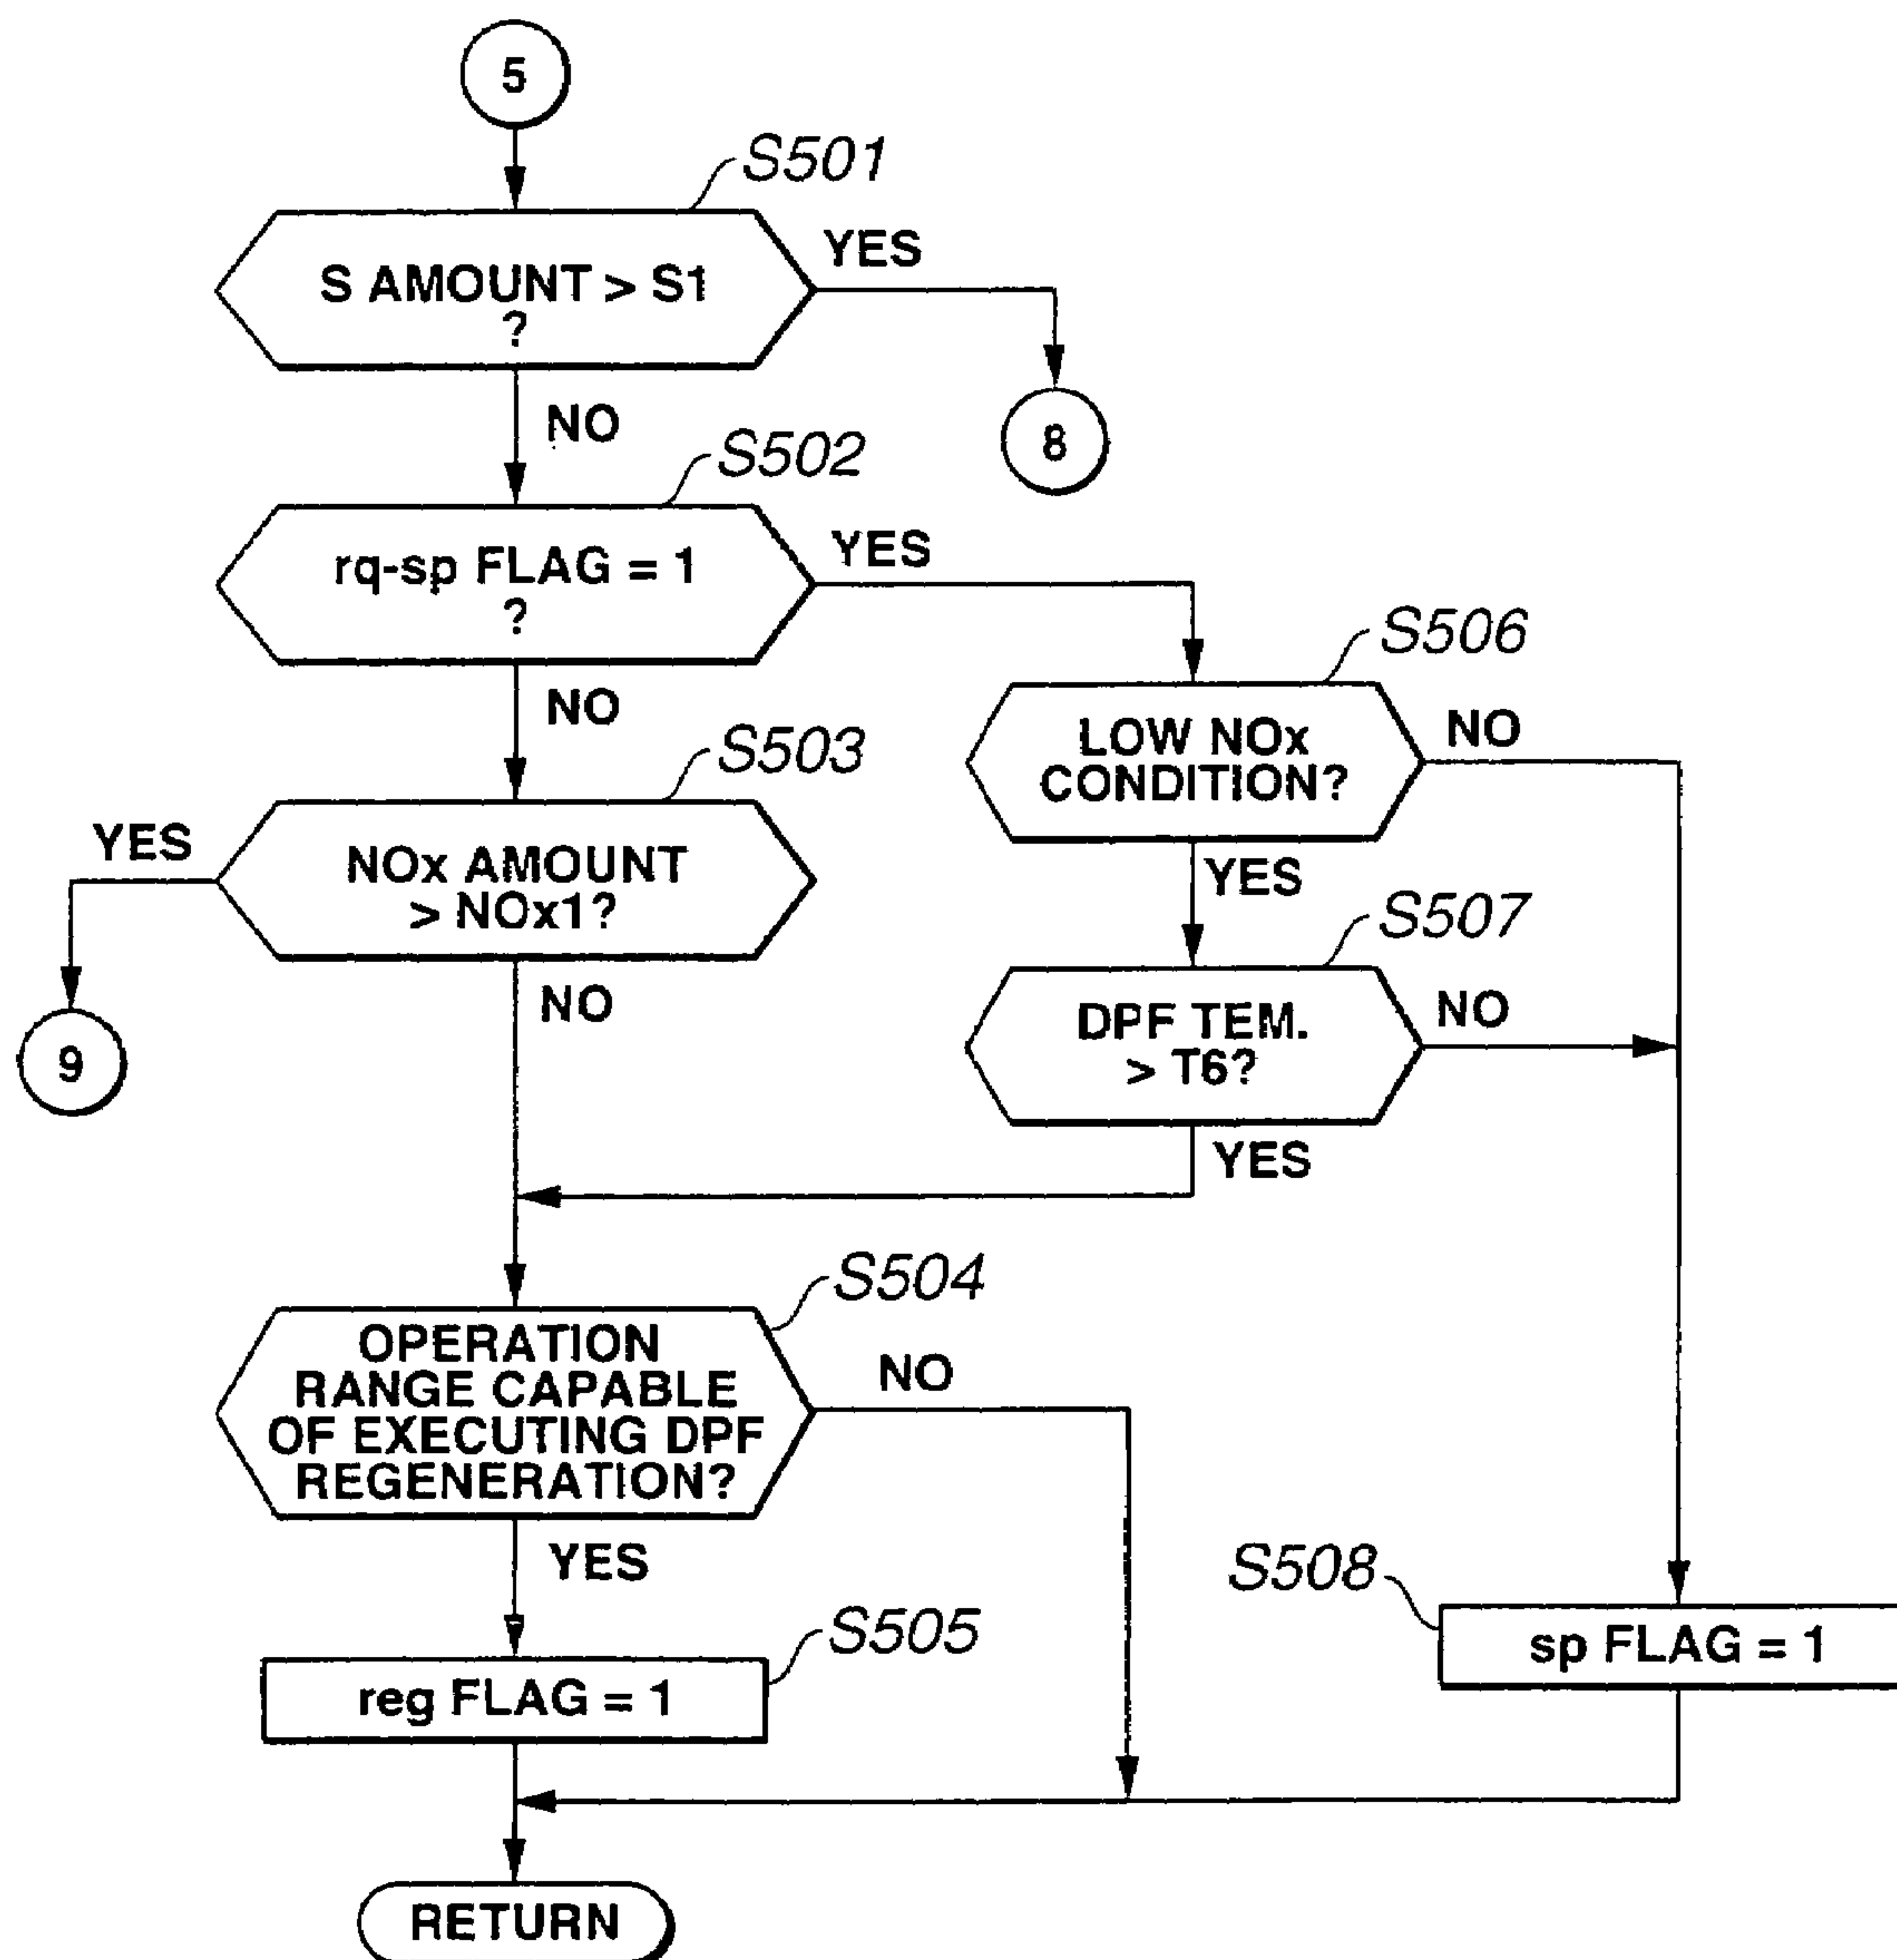 5
S501
S AMOUNT > S1
?
YES
8
NO
S502
rq-sp FLAG = 1
?
YES
NO
S506
LOW NOx
CONDITION?
NO
YES
S503
NOx AMOUNT
> NOx1?
YES
9
NO
S507
DPF TEM.
> T6?
NO
YES
S504
OPERATION
RANGE CAPABLE
OF EXECUTING DPF
REGENERATION?
NO
YES
S505
reg FLAG = 1
S508
sp FLAG = 1
RETURN